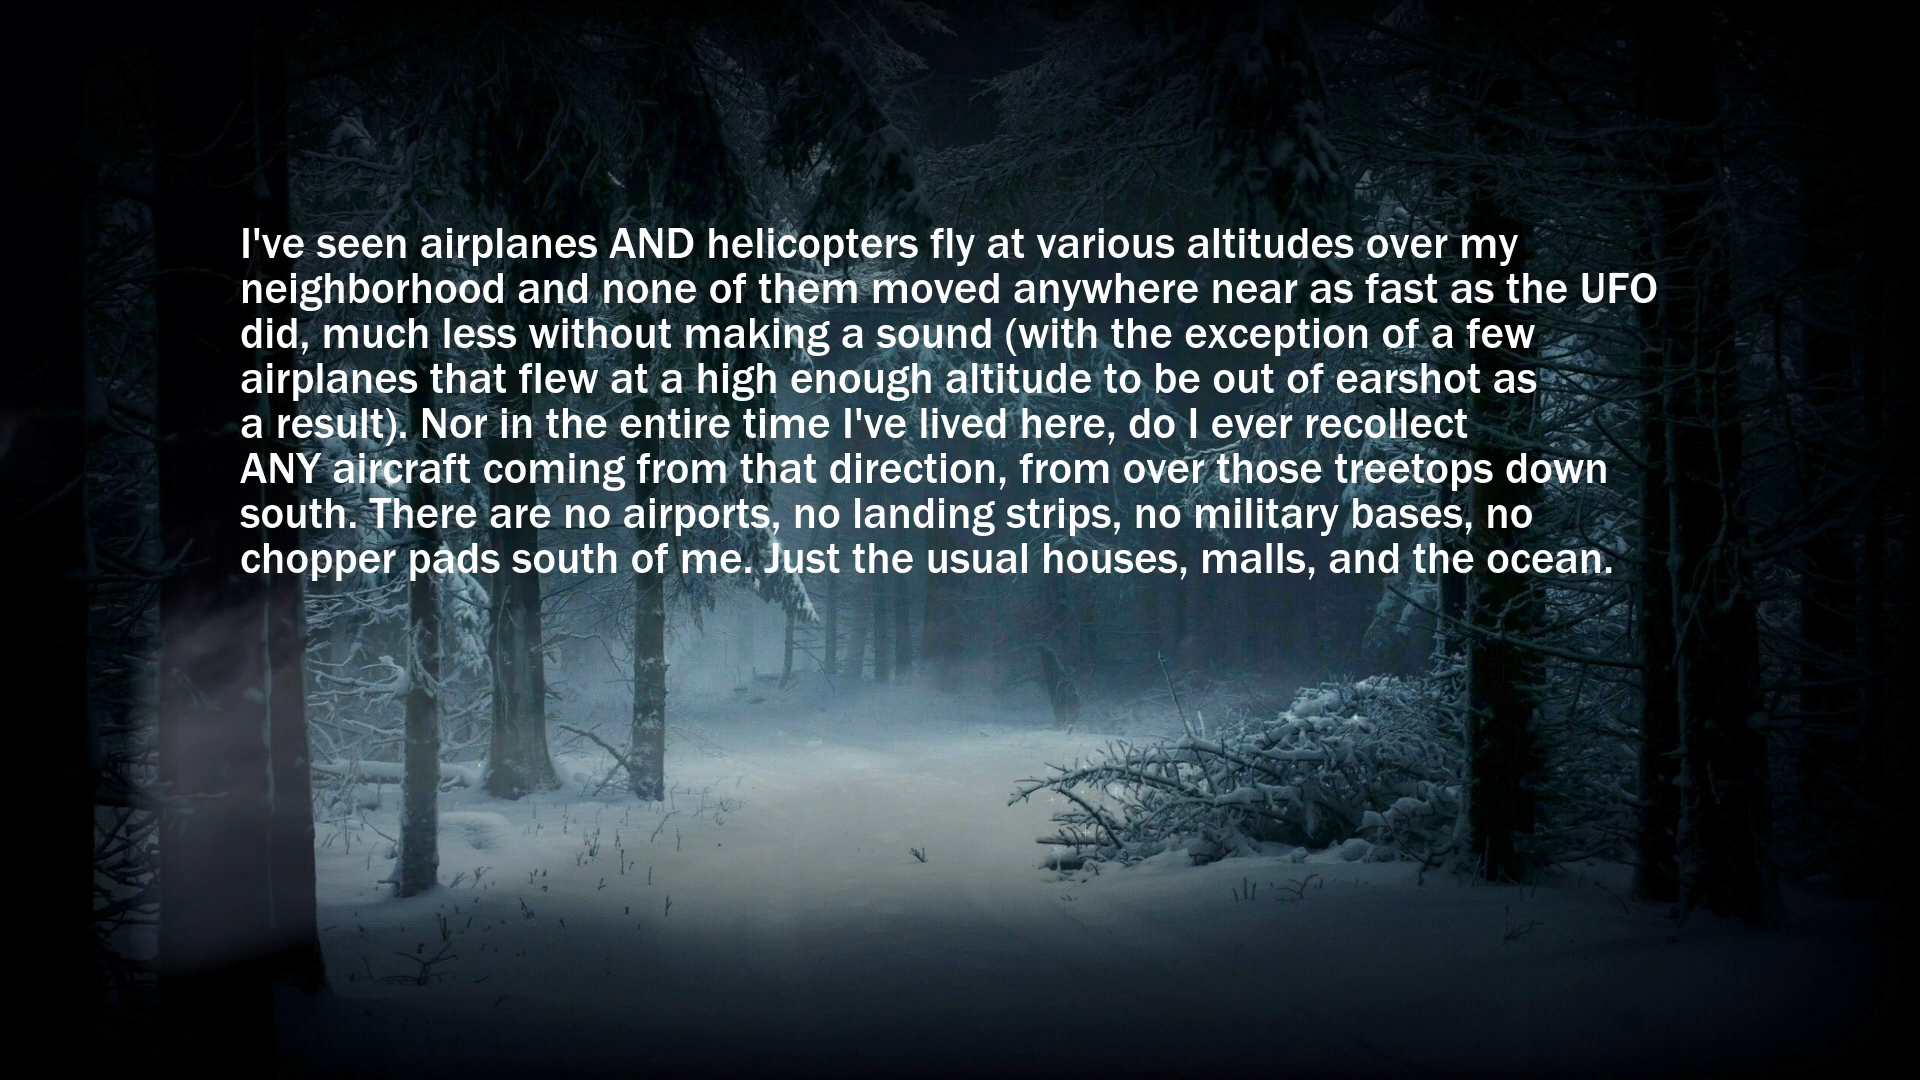 I've seen airplanes AND helicopters fly at various altitudes over my
neighborhood and none of them moved anywhere near as fast as the UFO
did, much less without making a sound (with the exception of a few
airplanes that flew at a high enough altitude to be out of earshot as
a result). Nor in the entire time I've lived here, do I ever recollect
ANY aircraft coming from that direction, from over those treetops down
south. There are no airports, no landing strips, no military bases, no
chopper pads south of me. Just the usual houses, malls, and the ocean.